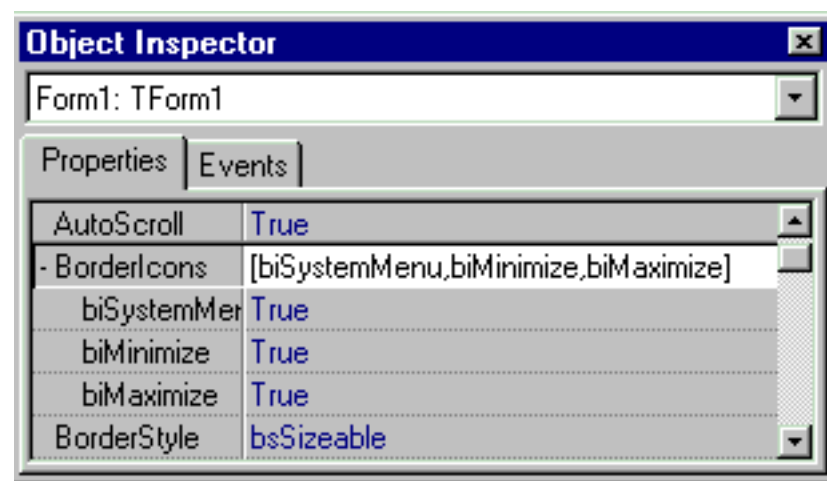 Object Inspector
Form1: TForm1
Properties Events
AutoScroll True
- BorderIcons [biSystemMenu,biMinimize,biMaximize]
biSystemMer True
biMinimize True
biMaximize True
BorderStyle bsSizeable